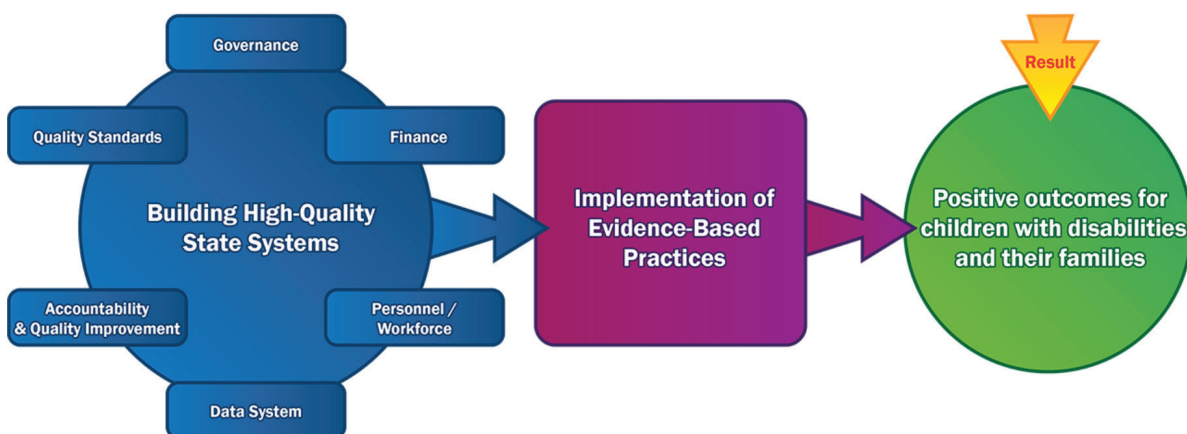 Governance
Quality Standards
Finance
Building High-Quality
State Systems
Accountability
& Quality Improvement
Personnel /
Workforce
Data System
Implementation of
Evidence-Based
Practices
Result
Positive outcomes for
children with disabilities
and their families